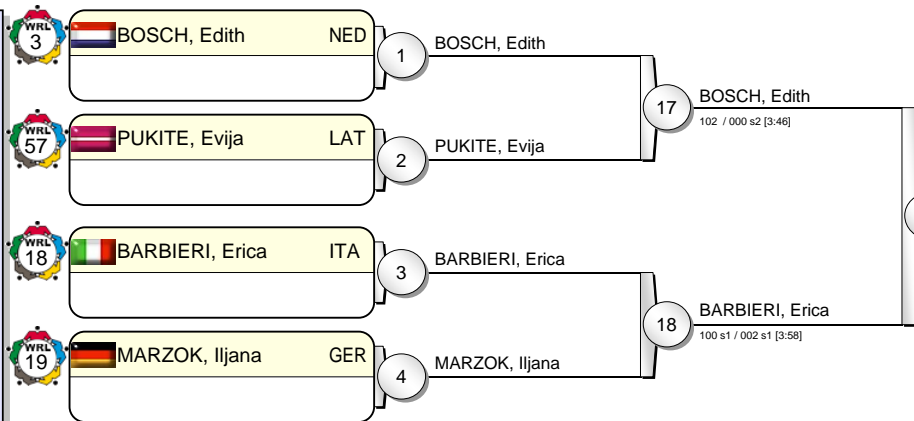 WRL
3
BOSCH, Edith NED
1
BOSCH, Edith
WRL
57
PUKITE, Evija LAT
2
PUKITE, Evija
17
BOSCH, Edith
102 / 000 s2 [3:46]
WRL
18
BARBIERI, Erica ITA
3
BARBIERI, Erica
WRL
19
MARZOK, Iljana GER
4
MARZOK, Iljana
18
BARBIERI, Erica
100 s1 / 002 s1 [3:58]